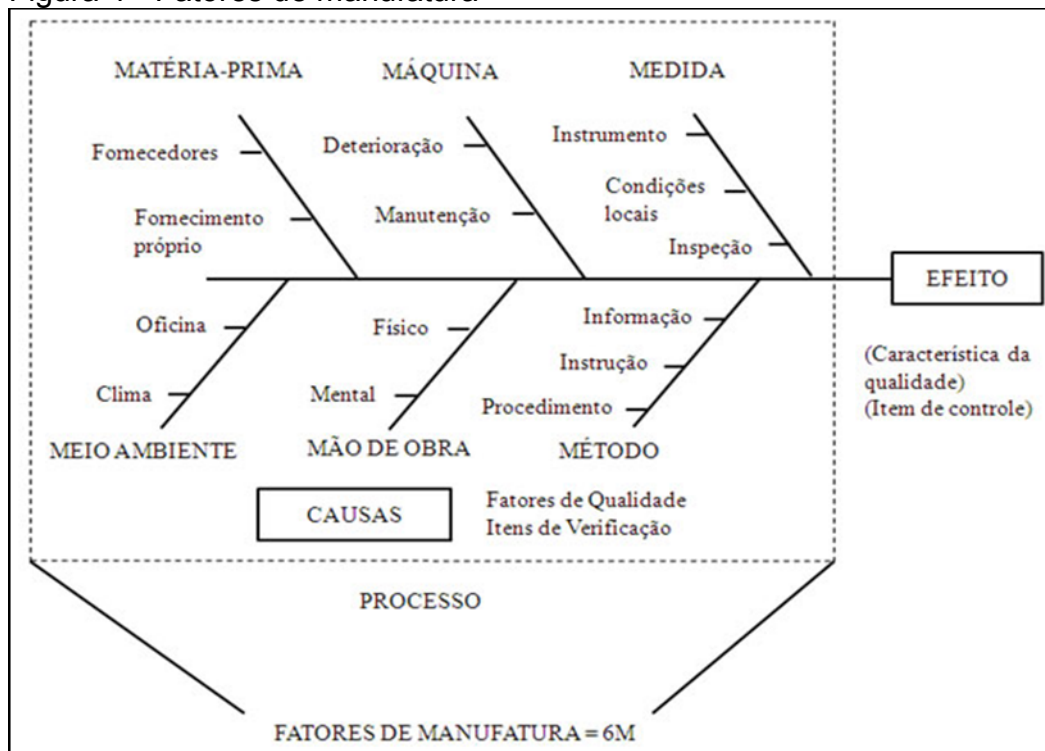 MATÉRIA-PRIMA
MÁQUINA
MEDIDA
Fornecedores
Fornecimento
próprio
Deterioração
Manutenção
Instrumento
Condições
locais
Inspeção
EFEITO
(Característica da
qualidade)
(Item de controle)
Oficina
Clima
MEIO AMBIENTE
Físico
Mental
MÃO DE OBRA
Informação
Instrução
Procedimento
MÉTODO
CAUSAS
Fatores de Qualidade
Itens de Verificação
PROCESSO
FATORES DE MANUFATURA = 6M